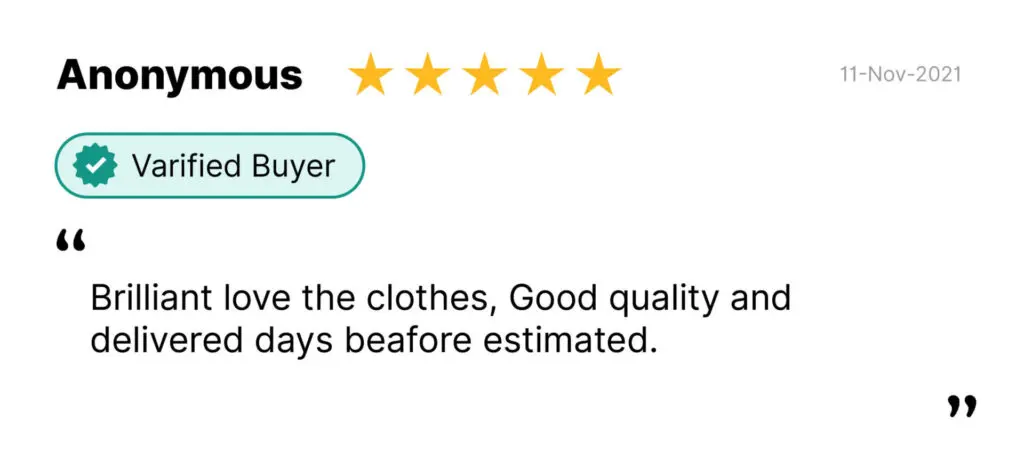 Anonymous 11-Nov-2021
Varified Buyer
“
Brilliant love the clothes, Good quality and
delivered days beafore estimated.
”